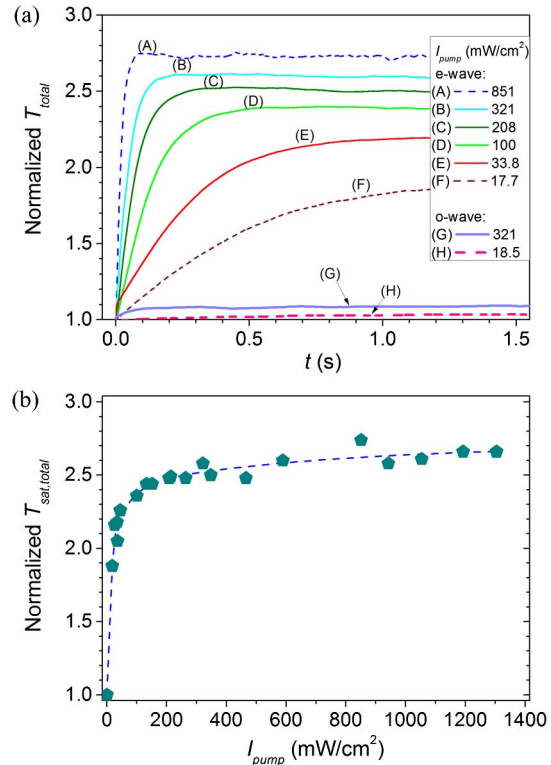 (a)
3.0
2.5
2.0
1.5
1.0
Normalized T_total
(A)
(B)
(C)
(D)
(E)
(F)
(G)
(H)
I_pump (mW/cm²)
e-wave:
(A) 851
(B) 321
(C) 208
(D) 100
(E) 33.8
(F) 17.7
o-wave:
(G) 321
(H) 18.5
0.0 0.5 1.0 1.5
t (s)
(b)
3.0
2.5
2.0
1.5
1.0
Normalized T_sat,total
0 200 400 600 800 1000 1200 1400
I_pump (mW/cm²)